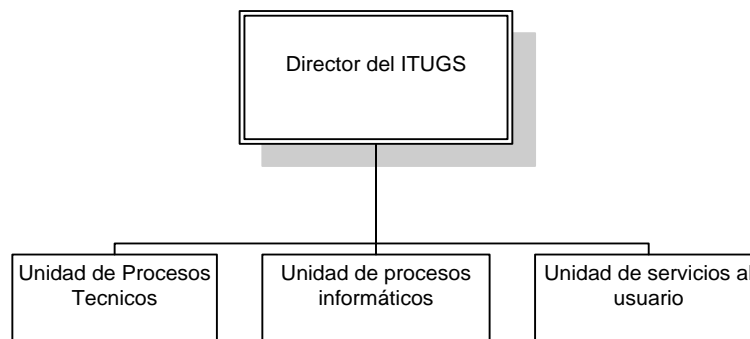 Director del ITUGS
Unidad de Procesos
Tecnicos
Unidad de procesos
informáticos
Unidad de servicios al
usuario